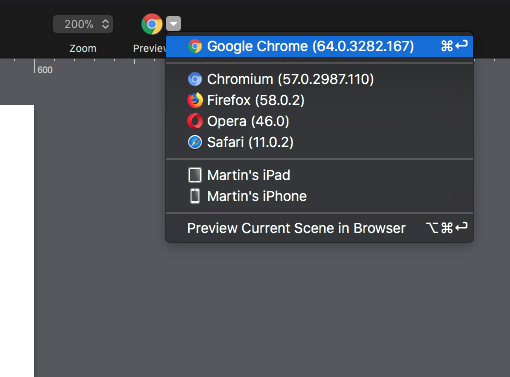 200%
Zoom
Preview
600
Google Chrome (64.0.3282.167) ⌘↩
Chromium (57.0.2987.110)
Firefox (58.0.2)
Opera (46.0)
Safari (11.0.2)
Martin's iPad
Martin's iPhone
Preview Current Scene in Browser ⌥⌘↩